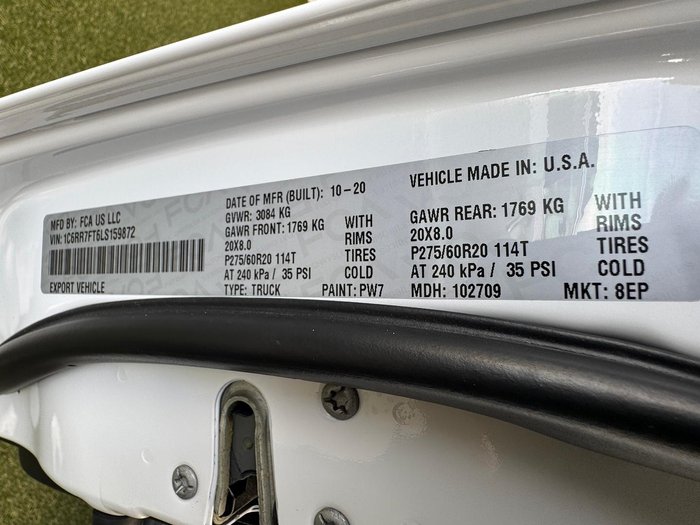 MFD BY: FCA US LLC
VIN: 1C6RR7FT6LS159872
EXPORT VEHICLE
DATE OF MFR (BUILT): 10-20
GVWR: 3084 KG
GAWR FRONT: 1769 KG WITH
20X8.0 RIMS
P275/60R20 114T TIRES
AT 240 kPa / 35 PSI COLD
TYPE: TRUCK PAINT: PW7
VEHICLE MADE IN: U.S.A.
GAWR REAR: 1769 KG WITH
20X8.0 RIMS
P275/60R20 114T TIRES
AT 240 kPa / 35 PSI COLD
MDH: 102709 MKT: 8EP